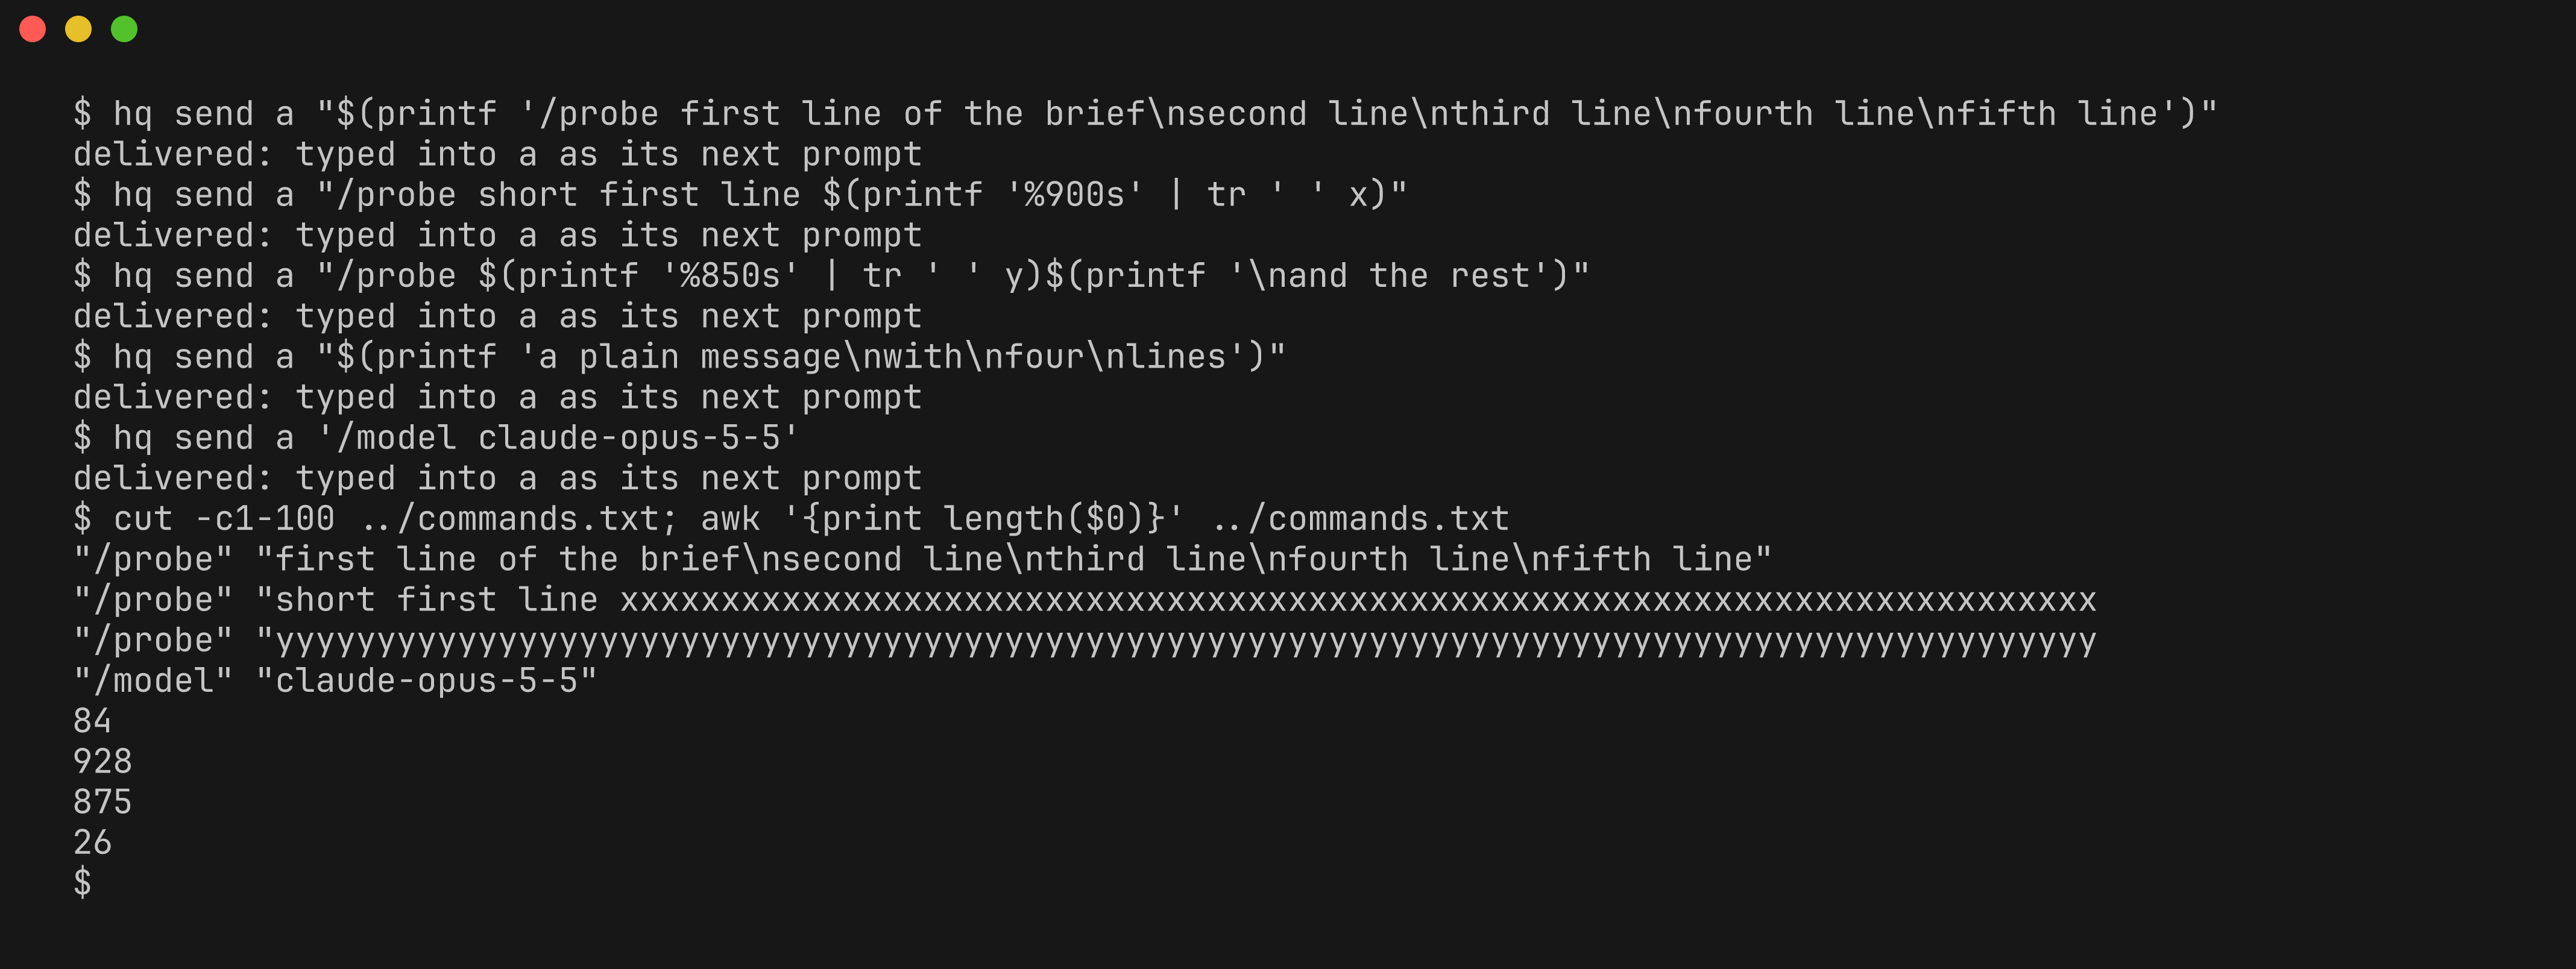 $ hq send a "$(printf '/probe first line of the brief\nsecond line\nthird line\nfourth line\nfifth line')"
delivered: typed into a as its next prompt
$ hq send a "/probe short first line $(printf '%900s' | tr ' ' x)"
delivered: typed into a as its next prompt
$ hq send a "/probe $(printf '%850s' | tr ' ' y)$(printf '\nand the rest')"
delivered: typed into a as its next prompt
$ hq send a "$(printf 'a plain message\nwith\nfour\nlines')"
delivered: typed into a as its next prompt
$ hq send a '/model claude-opus-5-5'
delivered: typed into a as its next prompt
$ cut -c1-100 ../commands.txt; awk '{print length($0)}' ../commands.txt
"/probe" "first line of the brief\nsecond line\nthird line\nfourth line\nfifth line"
"/probe" "short first line xxxxxxxxxxxxxxxxxxxxxxxxxxxxxxxxxxxxxxxxxxxxxxxxxxxxxxxxxxxxxxxxxxxxxxxxx
"/probe" "yyyyyyyyyyyyyyyyyyyyyyyyyyyyyyyyyyyyyyyyyyyyyyyyyyyyyyyyyyyyyyyyyyyyyyyyyyyyyyyyyyyyyyyyyy
"/model" "claude-opus-5-5"
84
928
875
26
$